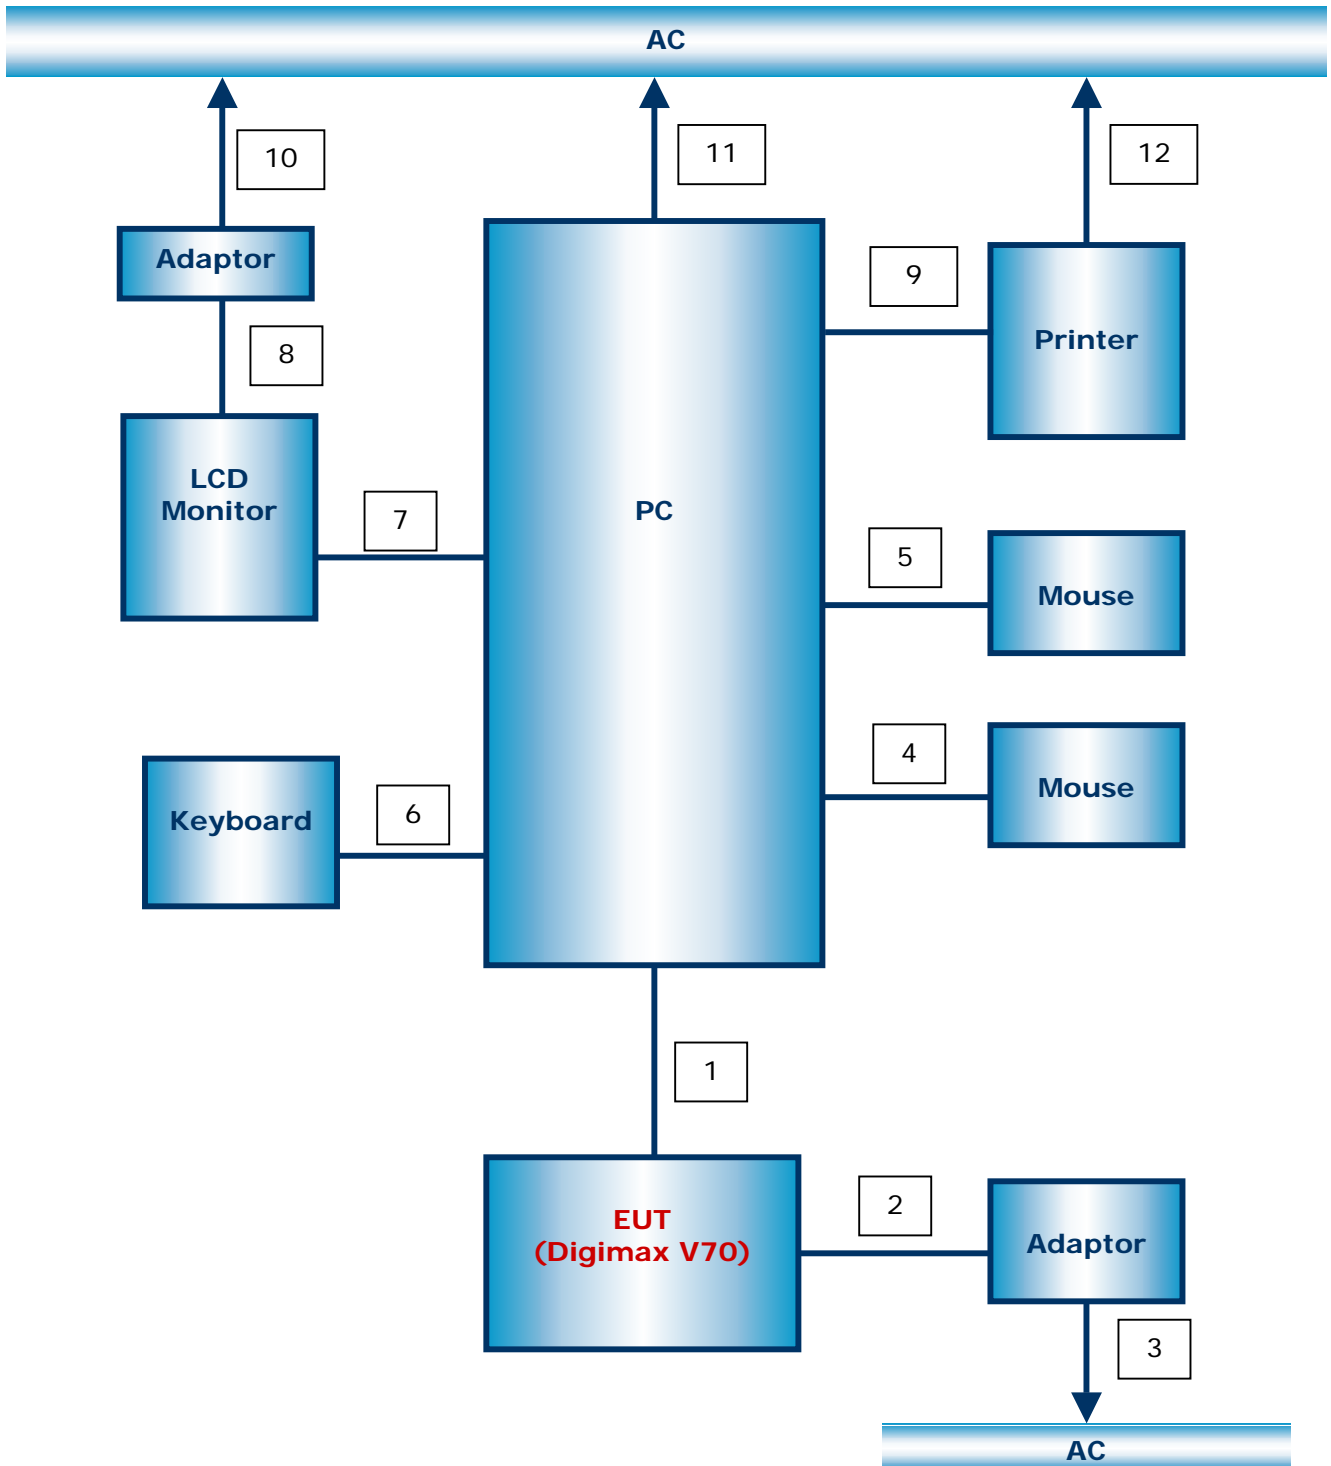 AC
10
11
12
Adaptor
9
Printer
8
LCD
Monitor
7
PC
5
Mouse
4
Mouse
Keyboard
6
1
EUT
(Digimax V70)
2
Adaptor
3
AC